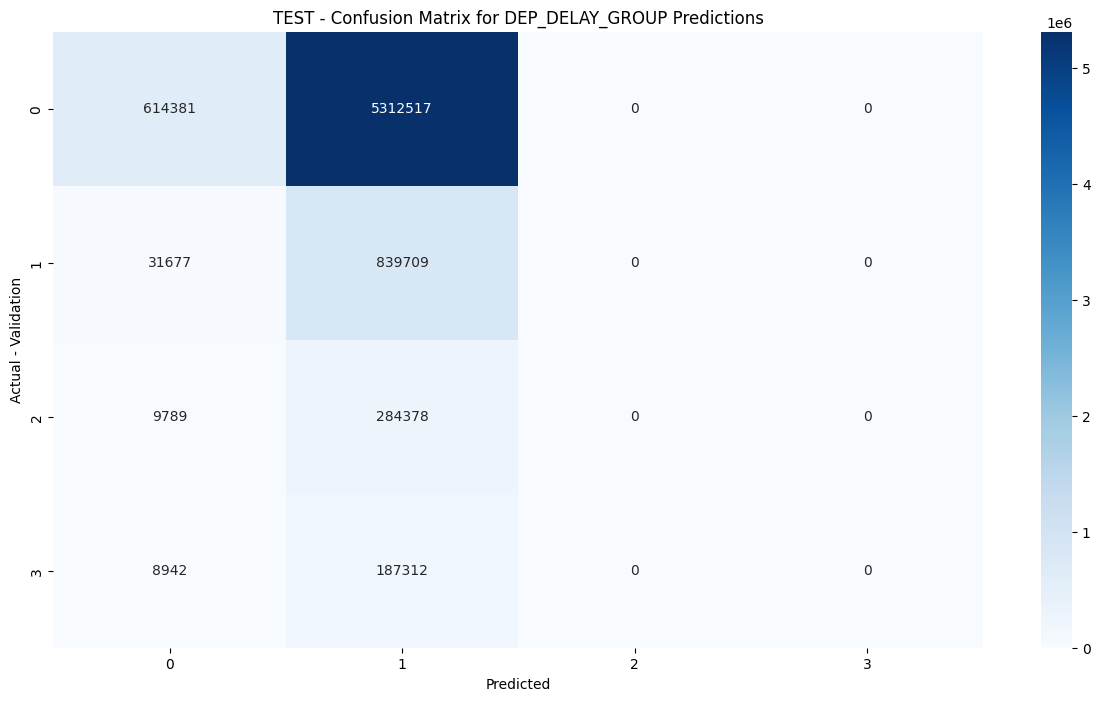 TEST - Confusion Matrix for DEP_DELAY_GROUP Predictions
1e6
0 614381 5312517 0 0
1 31677 839709 0 0
2 9789 284378 0 0
3 8942 187312 0 0
0 1 2 3
Predicted
Actual - Validation
5
4
3
2
1
0